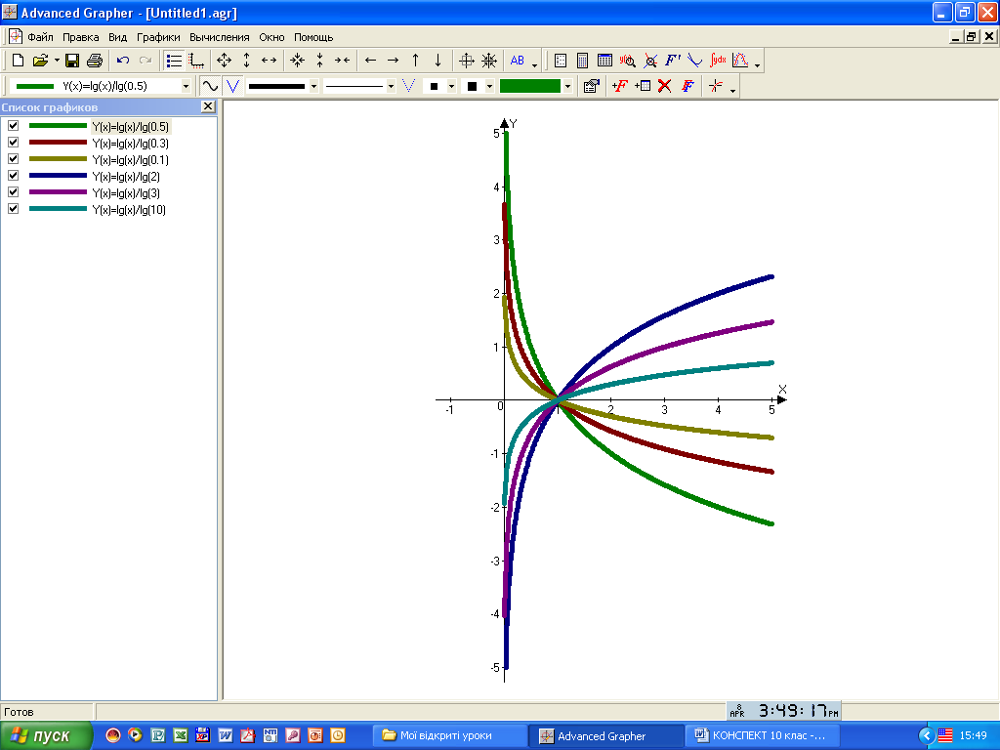 Advanced Grapher - [Untitled1.agr]
Файл Правка Вид Графики Вычисления Окно Помощь
AB
Y(x)=lg(x)/lg(0.5)
Список графиков
Y(x)=lg(x)/lg(0.5)
Y(x)=lg(x)/lg(0.3)
Y(x)=lg(x)/lg(0.1)
Y(x)=lg(x)/lg(2)
Y(x)=lg(x)/lg(3)
Y(x)=lg(x)/lg(10)
Y
5
4
3
2
1
X
-1 0 1 2 3 4 5
-1
-2
-3
-4
-5
Готов
8 APR 3:49:17 PM
пуск Мої відкриті уроки Advanced Grapher КОНСПЕКТ 10 клас -... 15:49